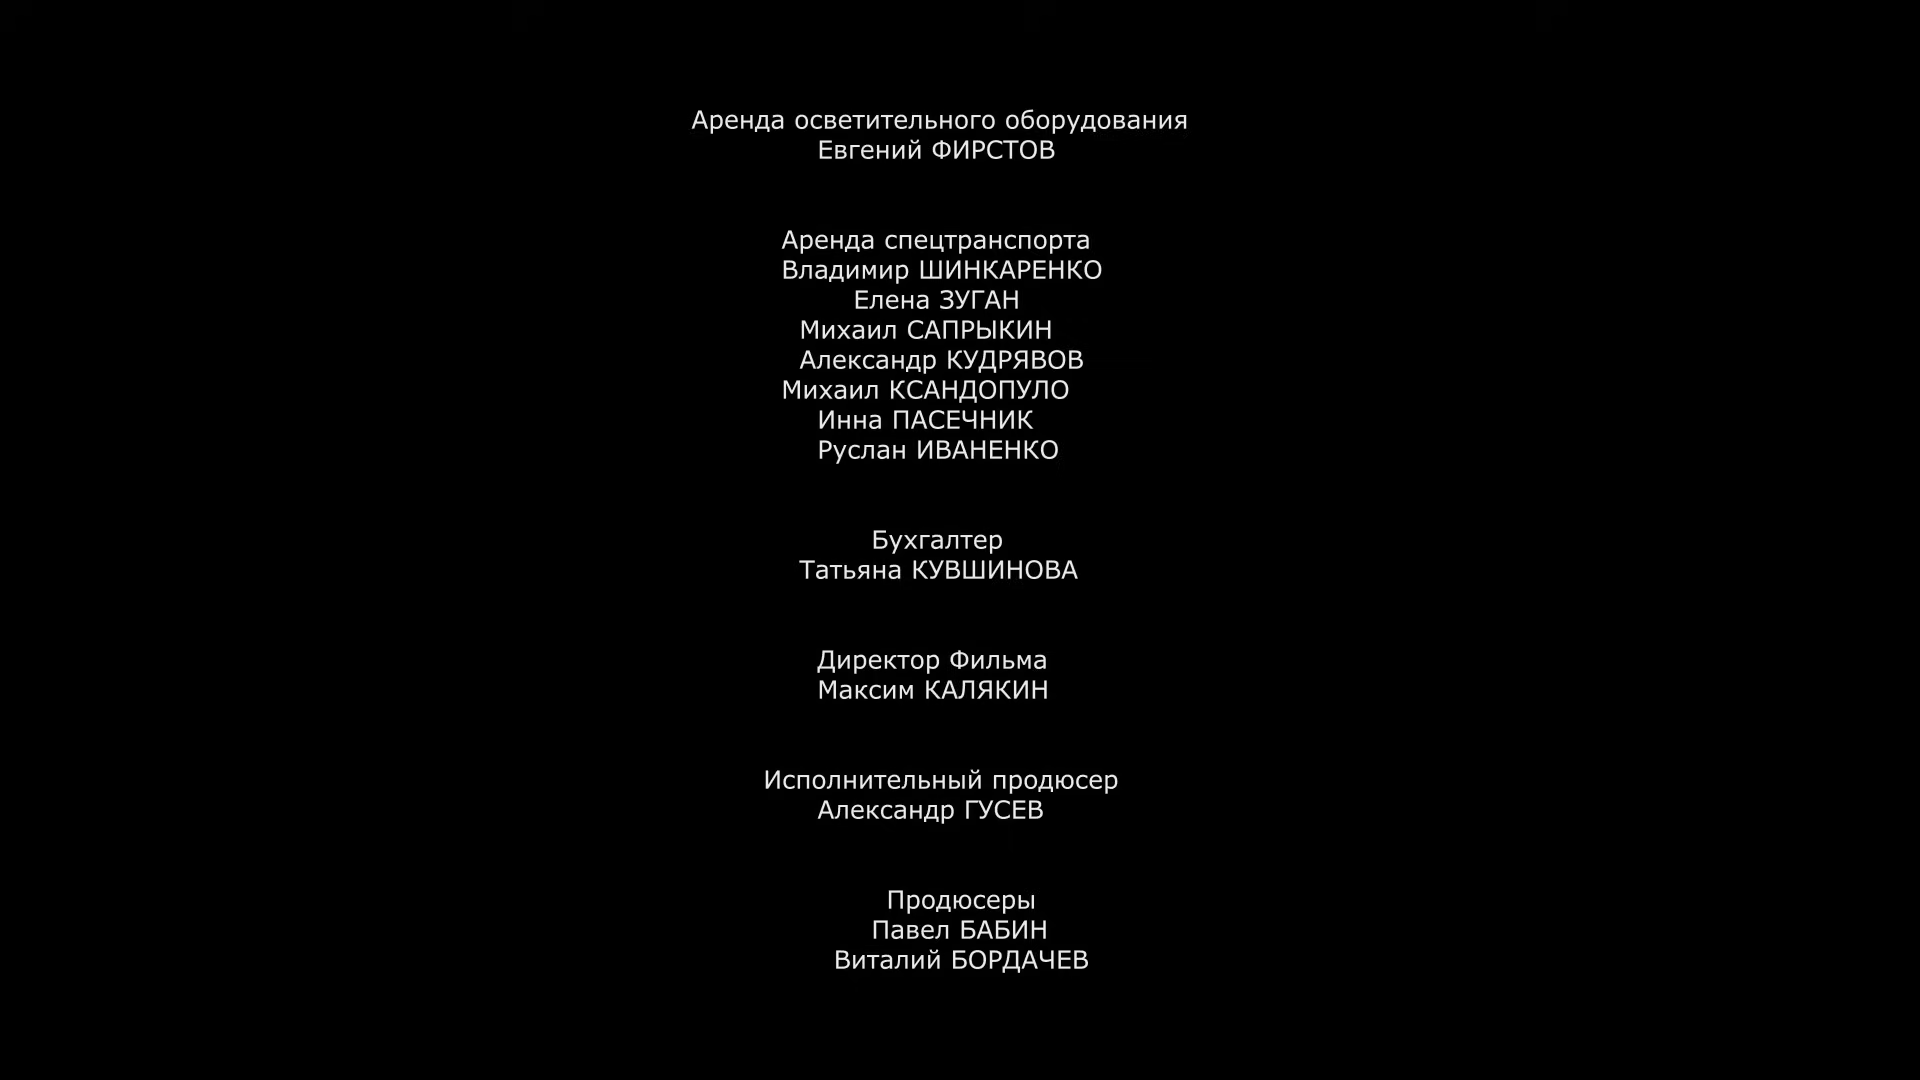 Аренда осветительного оборудования
Евгений ФИРСТОВ
Аренда спецтранспорта
Владимир ШИНКАРЕНКО
Елена ЗУГАН
Михаил САПРЫКИН
Александр КУДРЯВОВ
Михаил КСАНДОПУЛО
Инна ПАСЕЧНИК
Руслан ИВАНЕНКО
Бухгалтер
Татьяна КУВШИНОВА
Директор Фильма
Максим КАЛЯКИН
Исполнительный продюсер
Александр ГУСЕВ
Продюсеры
Павел БАБИН
Виталий БОРДАЧЕВ